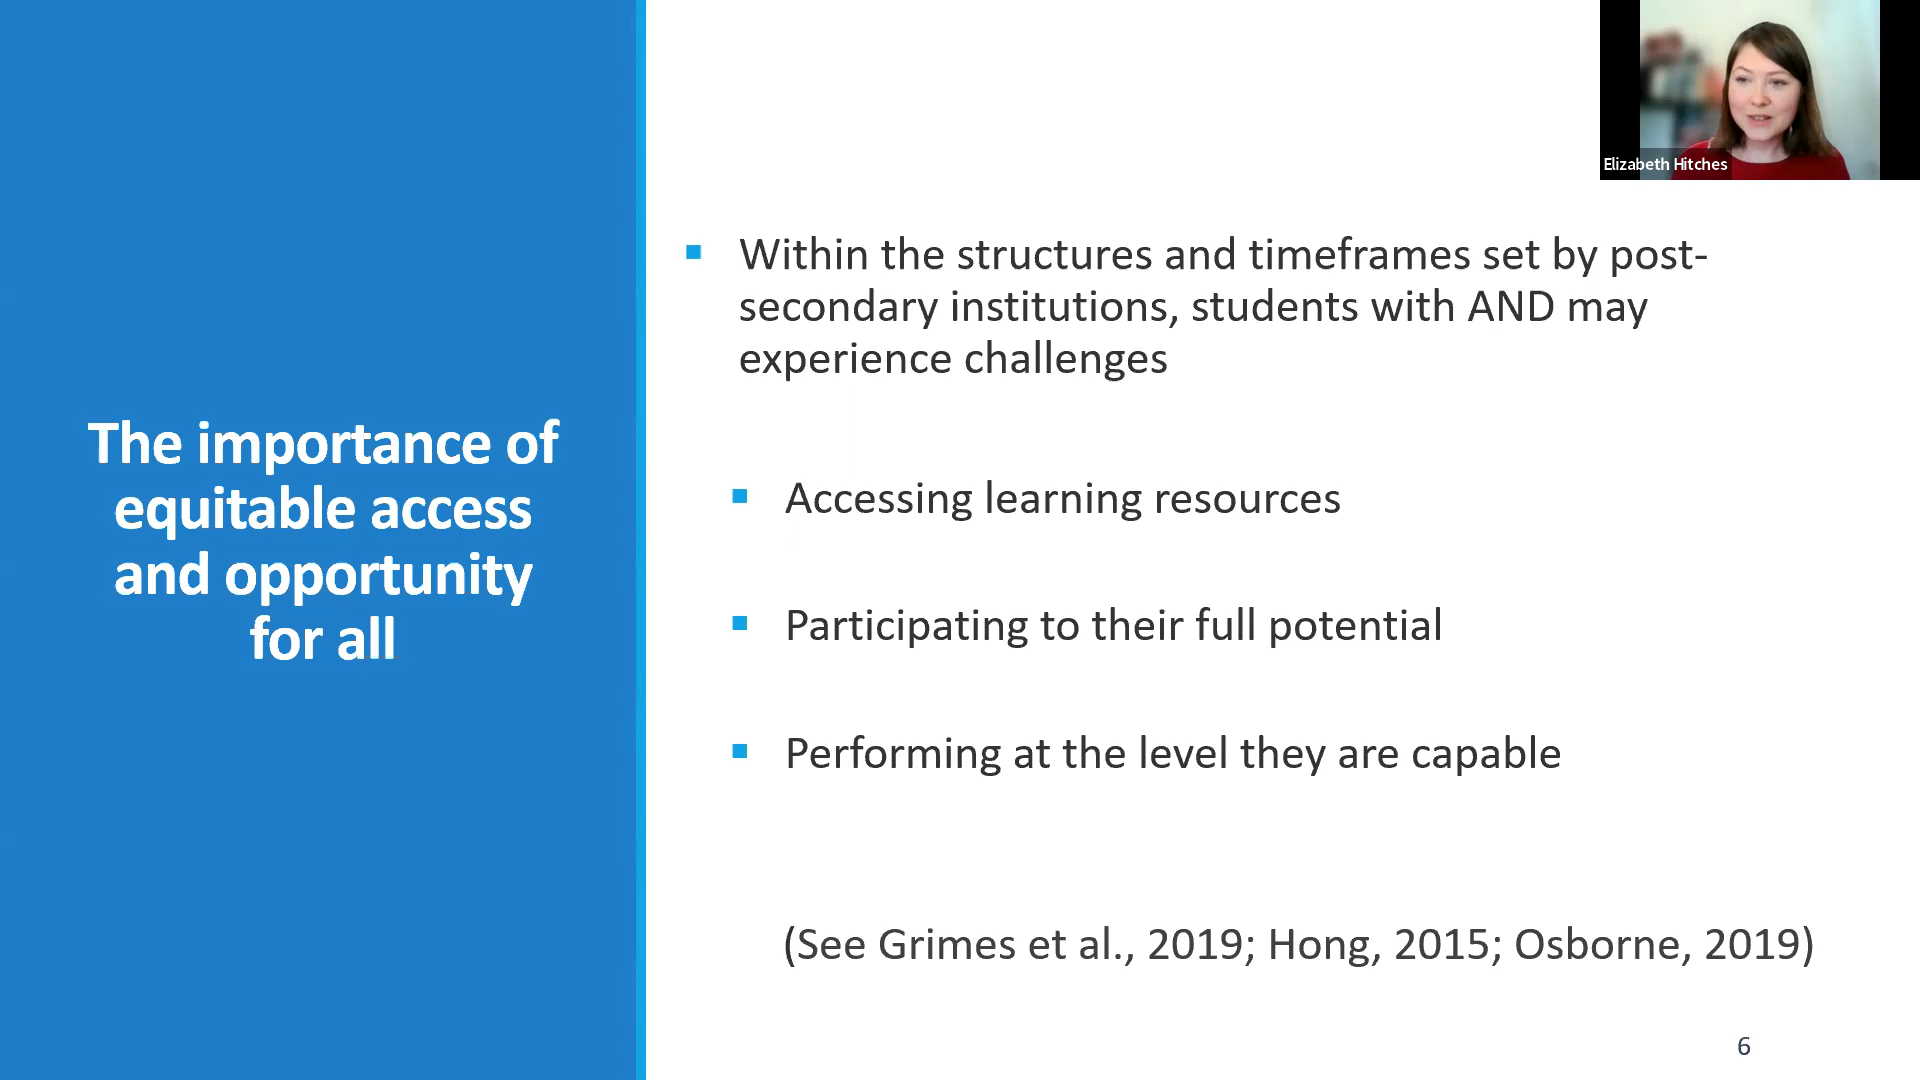 Elizabeth Hitches
The importance of
equitable access
and opportunity
for all
Within the structures and timeframes set by post-
secondary institutions, students with AND may
experience challenges
Accessing learning resources
Participating to their full potential
Performing at the level they are capable
(See Grimes et al., 2019; Hong, 2015; Osborne, 2019)
6